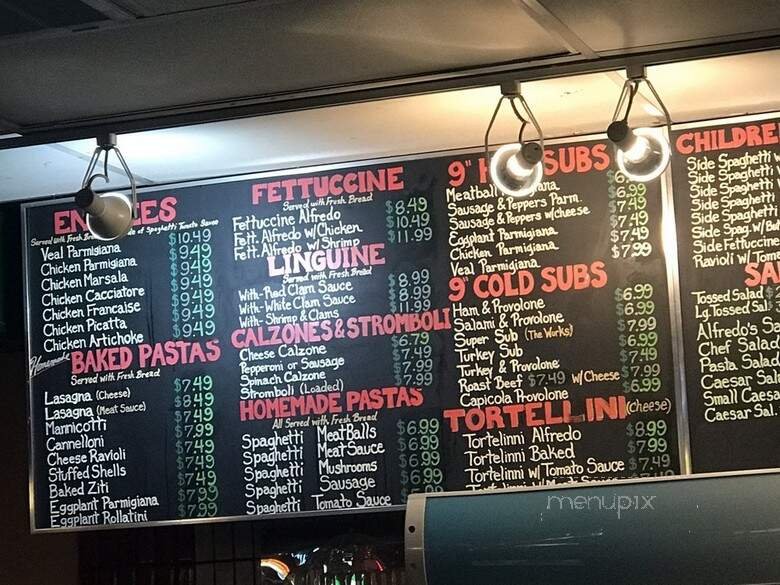 ENTREES
Served with Fresh Bread of Spaghetti Tomato Sauce
Veal Parmigiana $10.49
Chicken Parmigiana $9.49
Chicken Marsala $9.49
Chicken Cacciatore $9.49
Chicken Francaise $9.49
Chicken Picatta $9.49
Chicken Artichoke $9.49
Homemade BAKED PASTAS
Served with Fresh Bread
Lasagna (Cheese) $7.49
Lasagna (Meat Sauce) $8.49
Mannicotti $7.49
Cannelloni $7.99
Cheese Ravioli $7.49
Stuffed Shells $7.49
Baked Ziti $7.49
Eggplant Parmigiana $7.99
Eggplant Rollatini $7.99
FETTUCCINE
Served with Fresh Bread
Fettuccine Alfredo $8.49
Fett. Alfredo w/ Chicken $10.49
Fett. Alfredo w/ Shrimp $11.99
LINGUINE
Served with Fresh Bread
With-Red Clam Sauce $8.99
With-White Clam Sauce $8.99
With-Shrimp & Clams $11.99
CALZONES & STROMBOLI
Cheese Calzone $6.79
Pepperoni or Sausage $7.49
Spinach Calzone $7.99
Stromboli (Loaded) $7.99
HOMEMADE PASTAS
All Served with Fresh Bread
Spaghetti MeatBalls $6.99
Spaghetti Meat Sauce $6.99
Spaghetti Mushrooms $6.99
Spaghetti Sausage $6.99
Spaghetti Tomato Sauce
9" SUBS
Meatball $6.99
Sausage & Peppers Parm. $7.49
Sausage & Peppers w/cheese $7.49
Eggplant Parmigiana $7.49
Chicken Parmigiana $7.99
Veal Parmigiana
9" COLD SUBS
Ham & Provolone $6.99
Salami & Provolone $6.99
Super Sub (The Works) $7.99
Turkey Sub $6.99
Turkey & Provolone $7.49
Roast Beef $7.49 w/ Cheese $7.99
Capicola Provolone $6.99
TORTELLINI (cheese)
Tortelinni Alfredo $8.99
Tortelinni Baked $7.99
Tortelinni w/ Tomato Sauce $7.49
CHILDRE
Side Spaghetti
Side Spaghetti
Side Spaghetti
Side Spaghetti
Side Spaghetti
Side Spag. w/ But
Side Fettuccine
Ravioli w/ Tom
SA
Tossed Salad
Lg. Tossed Sal
Alfredo's S
Chef Salad
Pasta Salad
Caesar Sal
Small Caesa
Caesar Sal
menupix